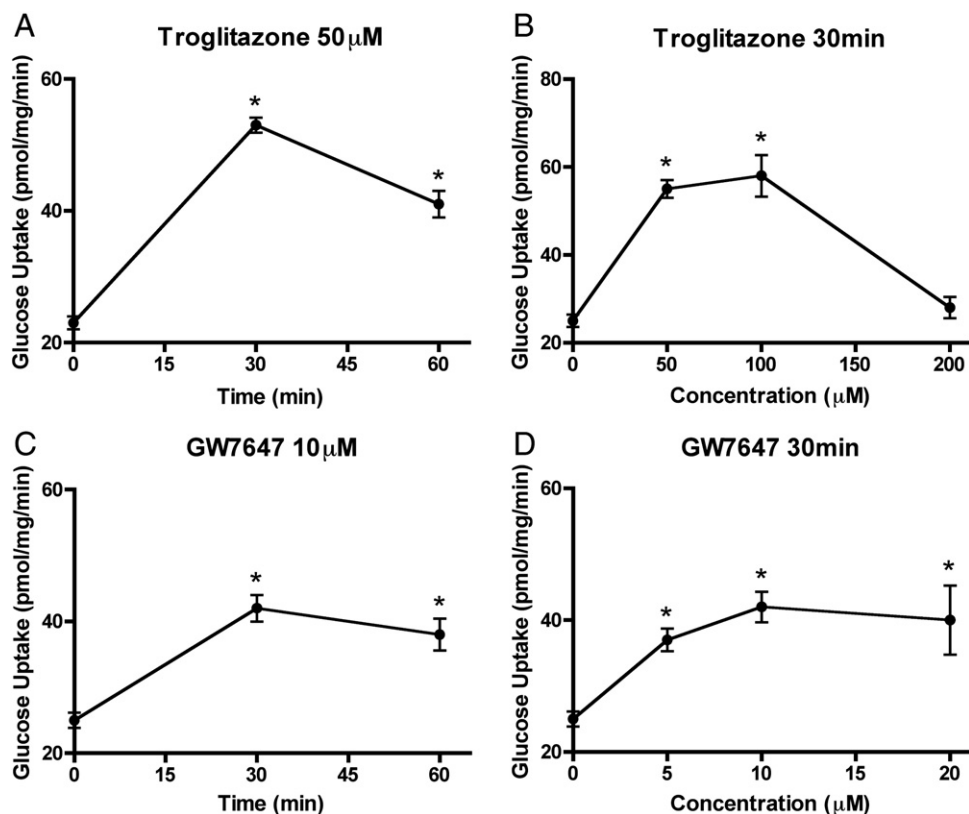 A
Troglitazone 50μM
Glucose Uptake (pmol/mg/min)
60
40
20
*
*
0 15 30 45 60
Time (min)
B
Troglitazone 30min
Glucose Uptake (pmol/mg/min)
80
60
40
20
*
*
0 50 100 150 200
Concentration (μM)
C
GW7647 10μM
Glucose Uptake (pmol/mg/min)
60
40
20
*
*
0 15 30 45 60
Time (min)
D
GW7647 30min
Glucose Uptake (pmol/mg/min)
60
40
20
*
*
*
0 5 10 15 20
Concentration (μM)